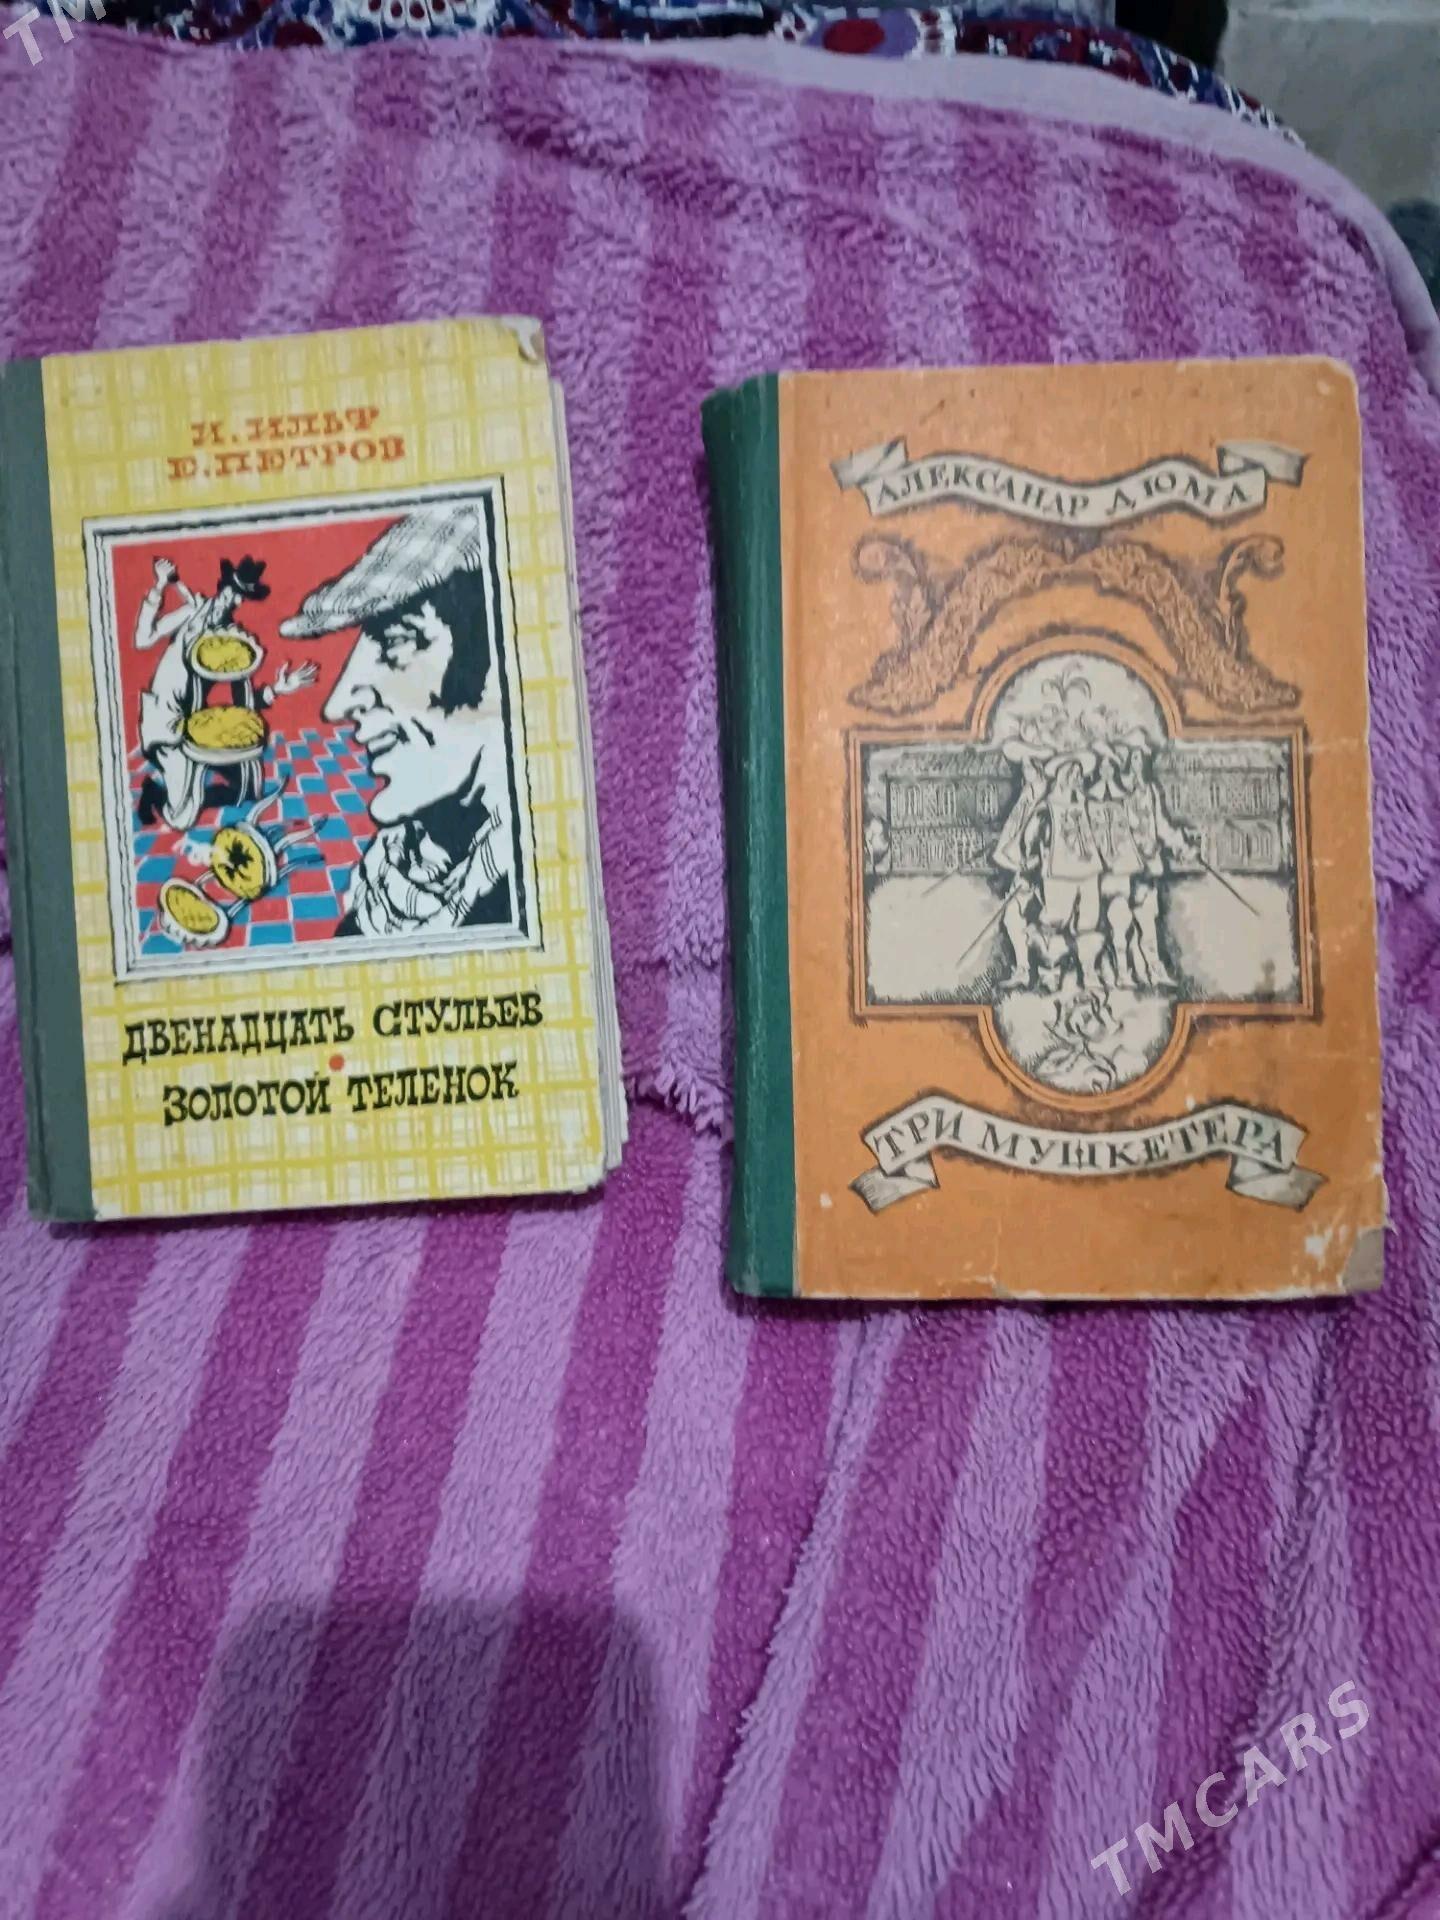 И. ИЛЬФ
Е. ПЕТРОВ
ДВЕНАДЦАТЬ СТУЛЬЕВ
ЗОЛОТОЙ ТЕЛЕНОК
АЛЕКСАНДР ДЮМА
ТРИ МУШКЕТЕРА
TMCARS